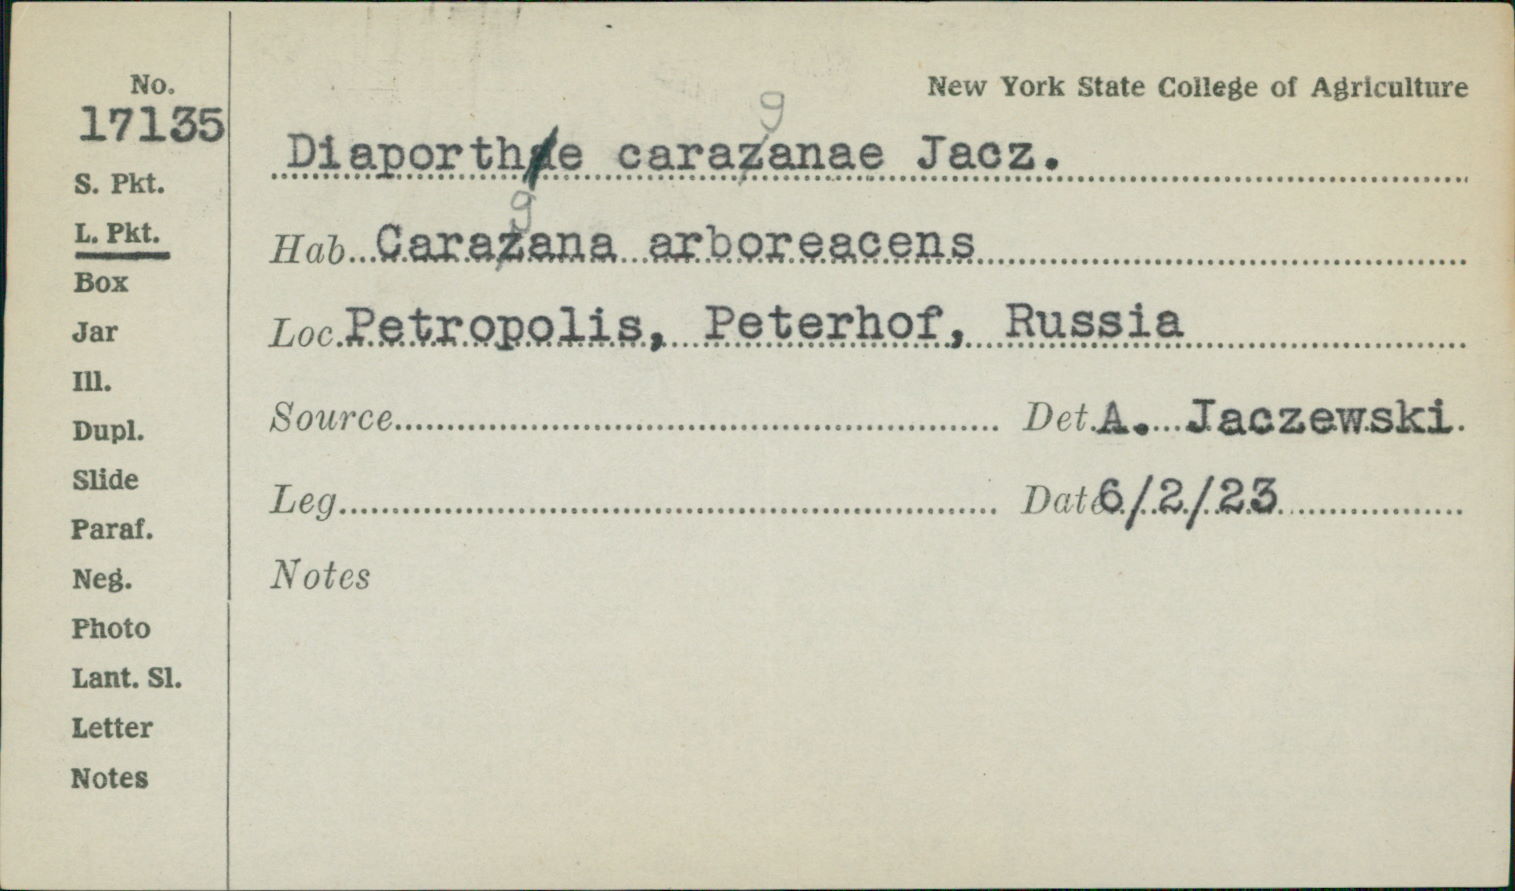 No.
17135
S. Pkt.
L. Pkt.
Box
Jar
Ill.
Dupl.
Slide
Paraf.
Neg.
Photo
Lant. Sl.
Letter
Notes
New York State College of Agriculture
g
Diaporthae carazanae Jacz.
g
Hab. Carazana arboreacens
Loc. Petropolis, Peterhof, Russia
Source Det. A. Jaczewski
Leg. Date 6/2/23
Notes